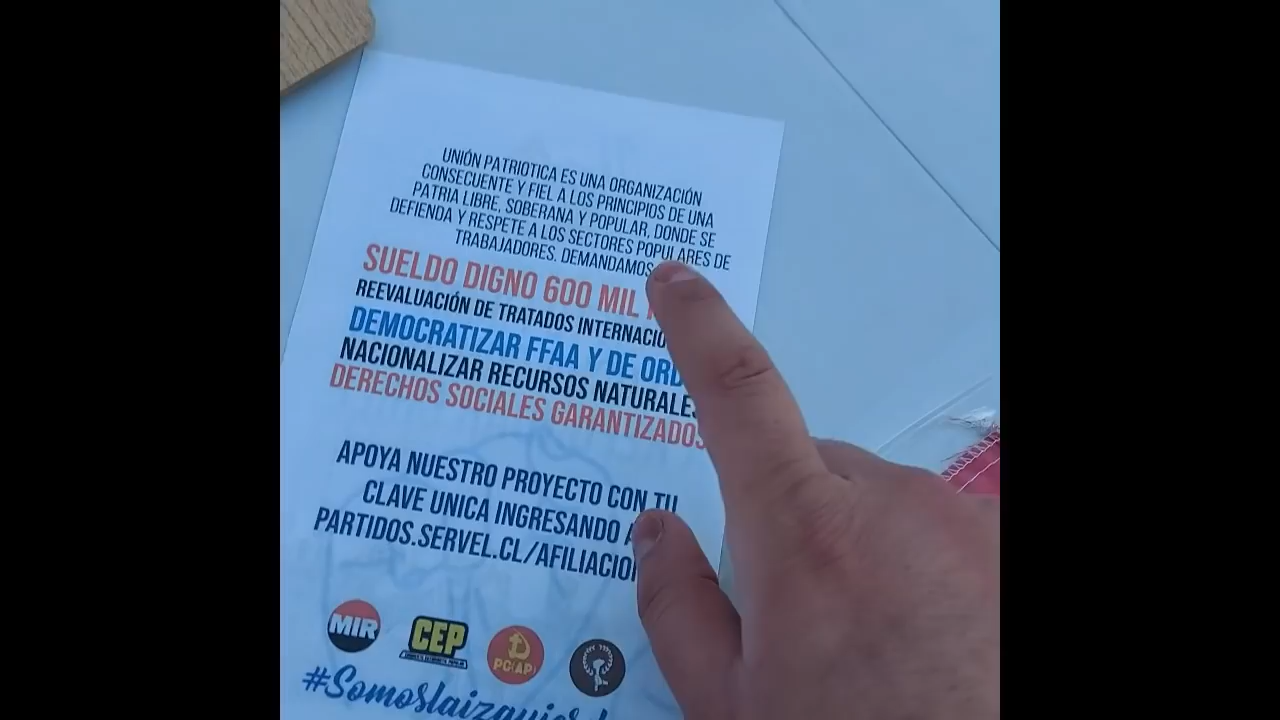 UNIÓN PATRIOTICA ES UNA ORGANIZACIÓN
CONSECUENTE Y FIEL A LOS PRINCIPIOS DE UNA
PATRIA LIBRE, SOBERANA Y POPULAR, DONDE SE
DEFIENDA Y RESPETE A LOS SECTORES POPULARES DE
TRABAJADORES. DEMANDAMOS
SUELDO DIGNO 600 MIL
REEVALUACIÓN DE TRATADOS
DEMOCRATIZAR FFAA Y DE
NACIONALIZAR RECURSOS NATURALES
DERECHOS SOCIALES GARANTIZADOS
APOYA NUESTRO PROYECTO CON TU
CLAVE UNICA INGRESANDO A
PARTIDOS.SERVEL.CL/AFILIACION
MIR
CEP
PC(AP)